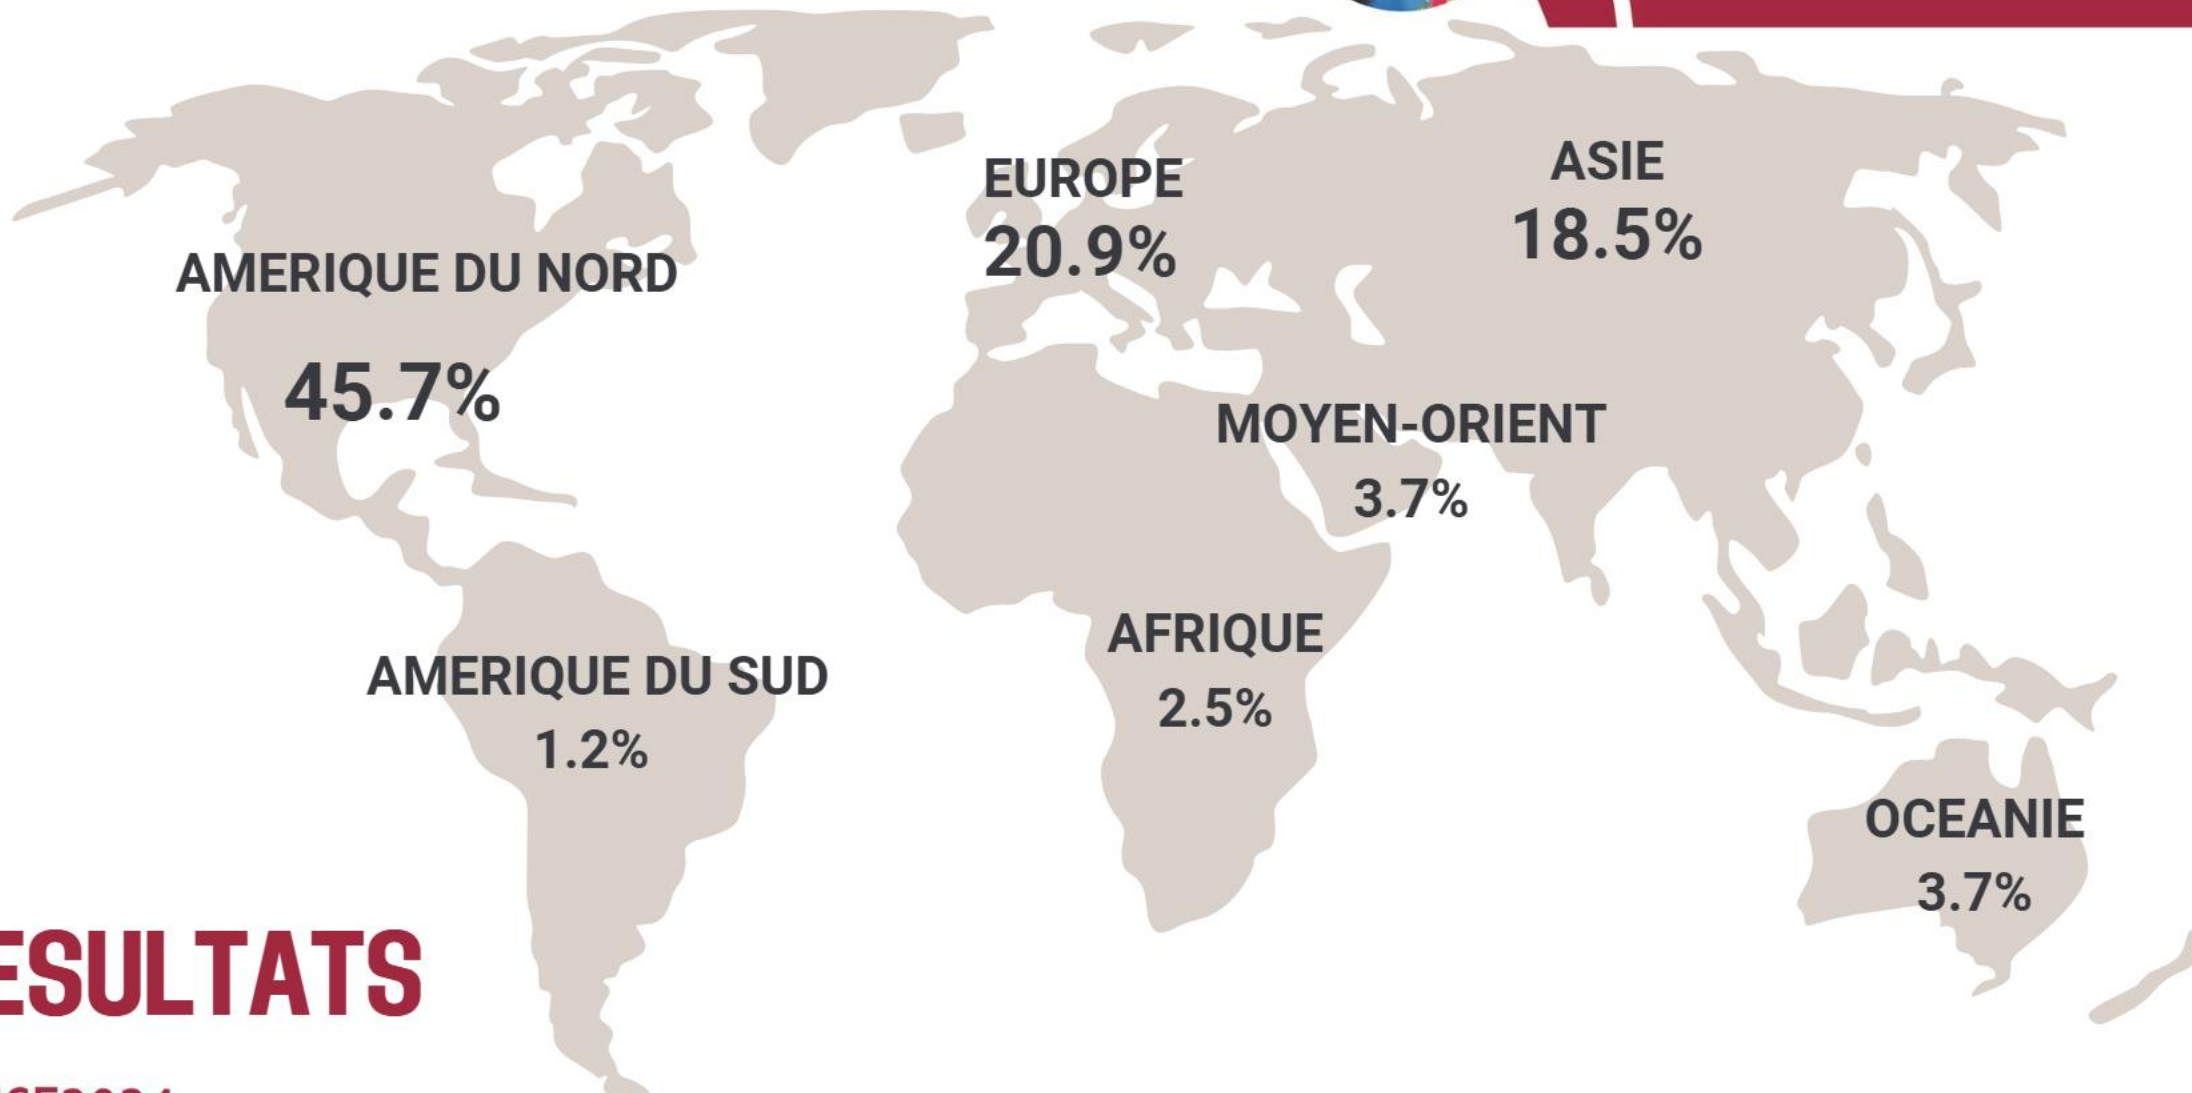 EUROPE
20.9%
ASIE
18.5%
AMERIQUE DU NORD
45.7%
MOYEN-ORIENT
3.7%
AFRIQUE
2.5%
AMERIQUE DU SUD
1.2%
OCEANIE
3.7%
ESULTATS